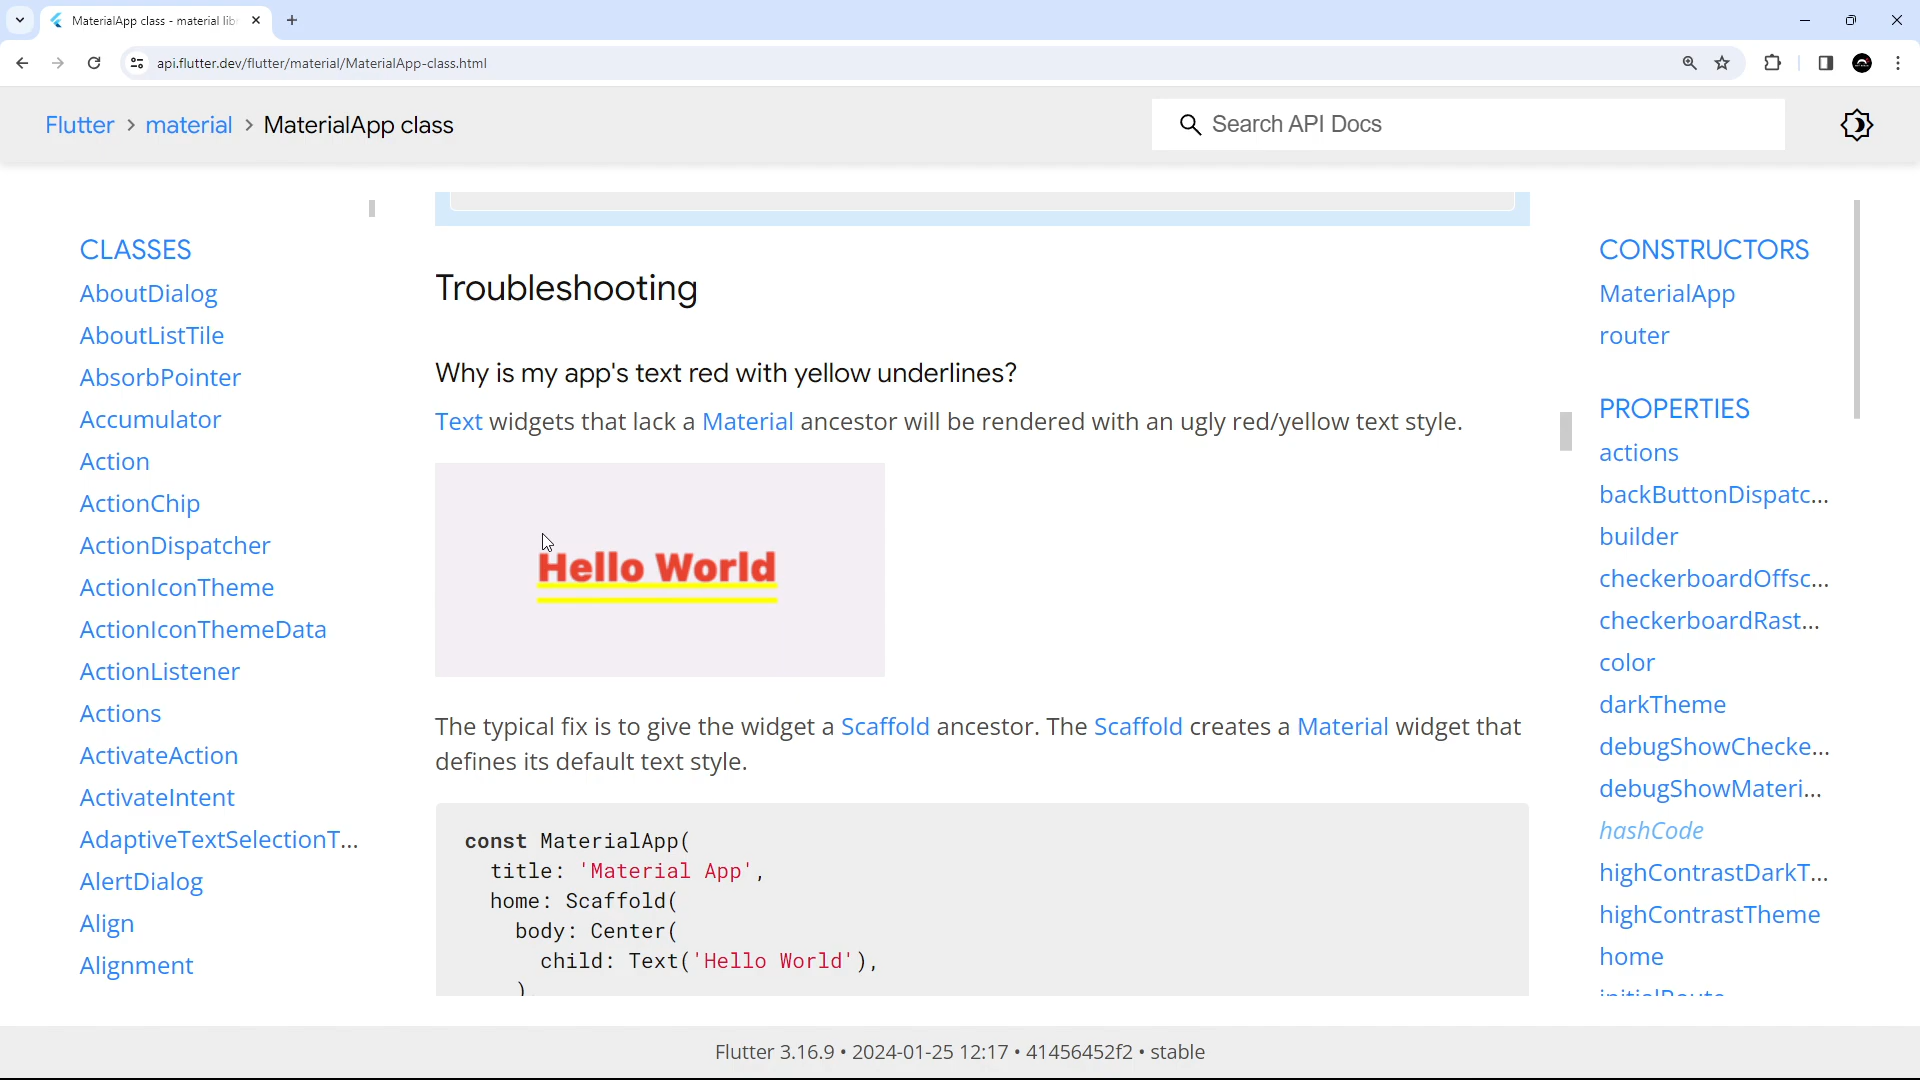 MaterialApp class - material lib
api.flutter.dev/flutter/material/MaterialApp-class.html
Flutter > material > MaterialApp class
Search API Docs
CLASSES
AboutDialog
AboutListTile
AbsorbPointer
Accumulator
Action
ActionChip
ActionDispatcher
ActionIconTheme
ActionIconThemeData
ActionListener
Actions
ActivateAction
ActivateIntent
AdaptiveTextSelectionT...
AlertDialog
Align
Alignment
Troubleshooting
Why is my app's text red with yellow underlines?
Text widgets that lack a Material ancestor will be rendered with an ugly red/yellow text style.
Hello World
The typical fix is to give the widget a Scaffold ancestor. The Scaffold creates a Material widget that
defines its default text style.
const MaterialApp(
title: 'Material App',
home: Scaffold(
body: Center(
child: Text('Hello World'),
)
CONSTRUCTORS
MaterialApp
router
PROPERTIES
actions
backButtonDispatc...
builder
checkerboardOffsc...
checkerboardRast...
color
darkTheme
debugShowChecke...
debugShowMateri...
hashCode
highContrastDarkT...
highContrastTheme
home
initialRoute
Flutter 3.16.9 • 2024-01-25 12:17 • 41456452f2 • stable